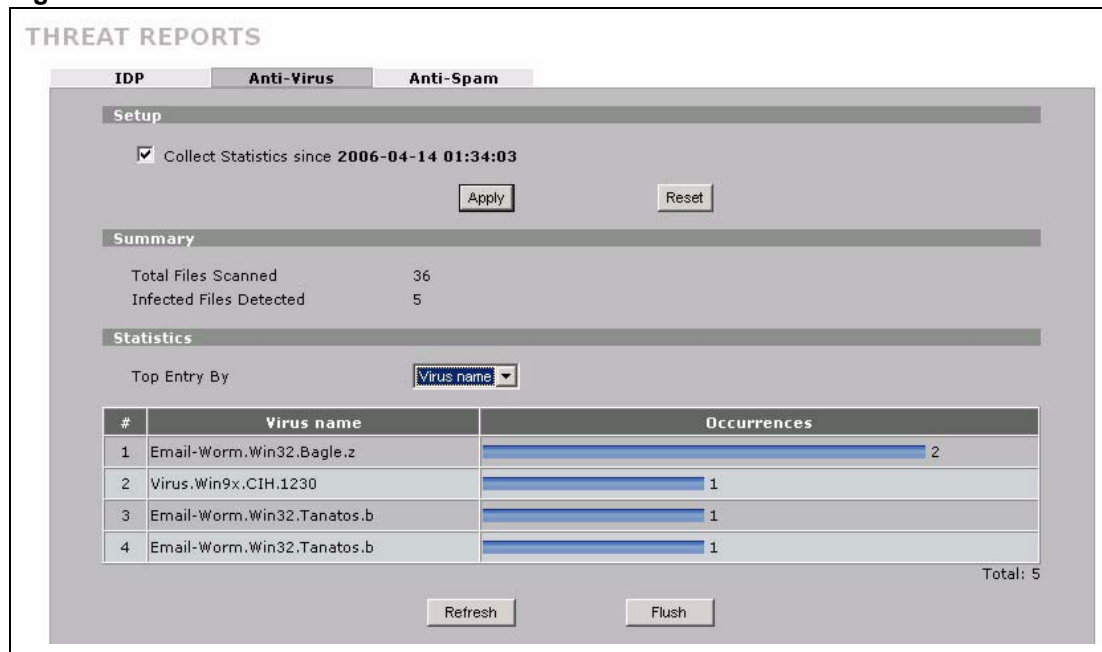 THREAT REPORTS
IDP Anti-Virus Anti-Spam
Setup
Collect Statistics since 2006-04-14 01:34:03
Apply Reset
Summary
Total Files Scanned 36
Infected Files Detected 5
Statistics
Top Entry By Virus name
# Virus name Occurrences
1 Email-Worm.Win32.Bagle.z 2
2 Virus.Win9x.CIH.1230 1
3 Email-Worm.Win32.Tanatos.b 1
4 Email-Worm.Win32.Tanatos.b 1
Total: 5
Refresh Flush